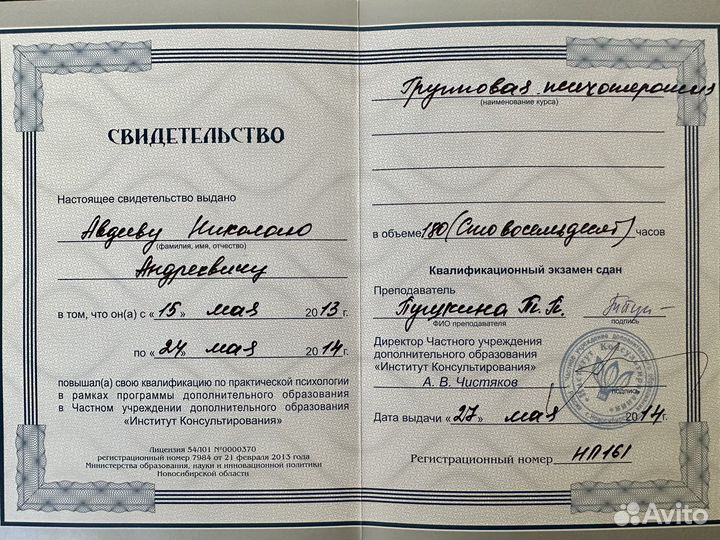 СВИДЕТЕЛЬСТВО
Настоящее свидетельство выдано
Авдееву Николаю
(фамилия, имя, отчество)
Андреевичу
в том, что он(а) с « 15 » мая 2013 г.
по « 24 » мая 2014 г.
повышал(а) свою квалификацию по практической психологии
в рамках программы дополнительного образования
в Частном учреждении дополнительного образования
«Институт Консультирования»
Лицензия 54Л01 №0000370
регистрационный номер 7984 от 21 февраля 2013 года
Министерства образования, науки и инновационной политики
Новосибирской области
Групповая психотерапия
(наименование курса)
в объеме 180 (Сто восемьдесят) часов
Квалификационный экзамен сдан
Преподаватель
Пушкина Т.П.
ФИО преподавателя подпись
Директор Частного учреждения
дополнительного образования
«Институт Консультирования»
А. В. Чистяков подпись
Дата выдачи « 27 » мая 2014 г.
Регистрационный номер НП161
Avito